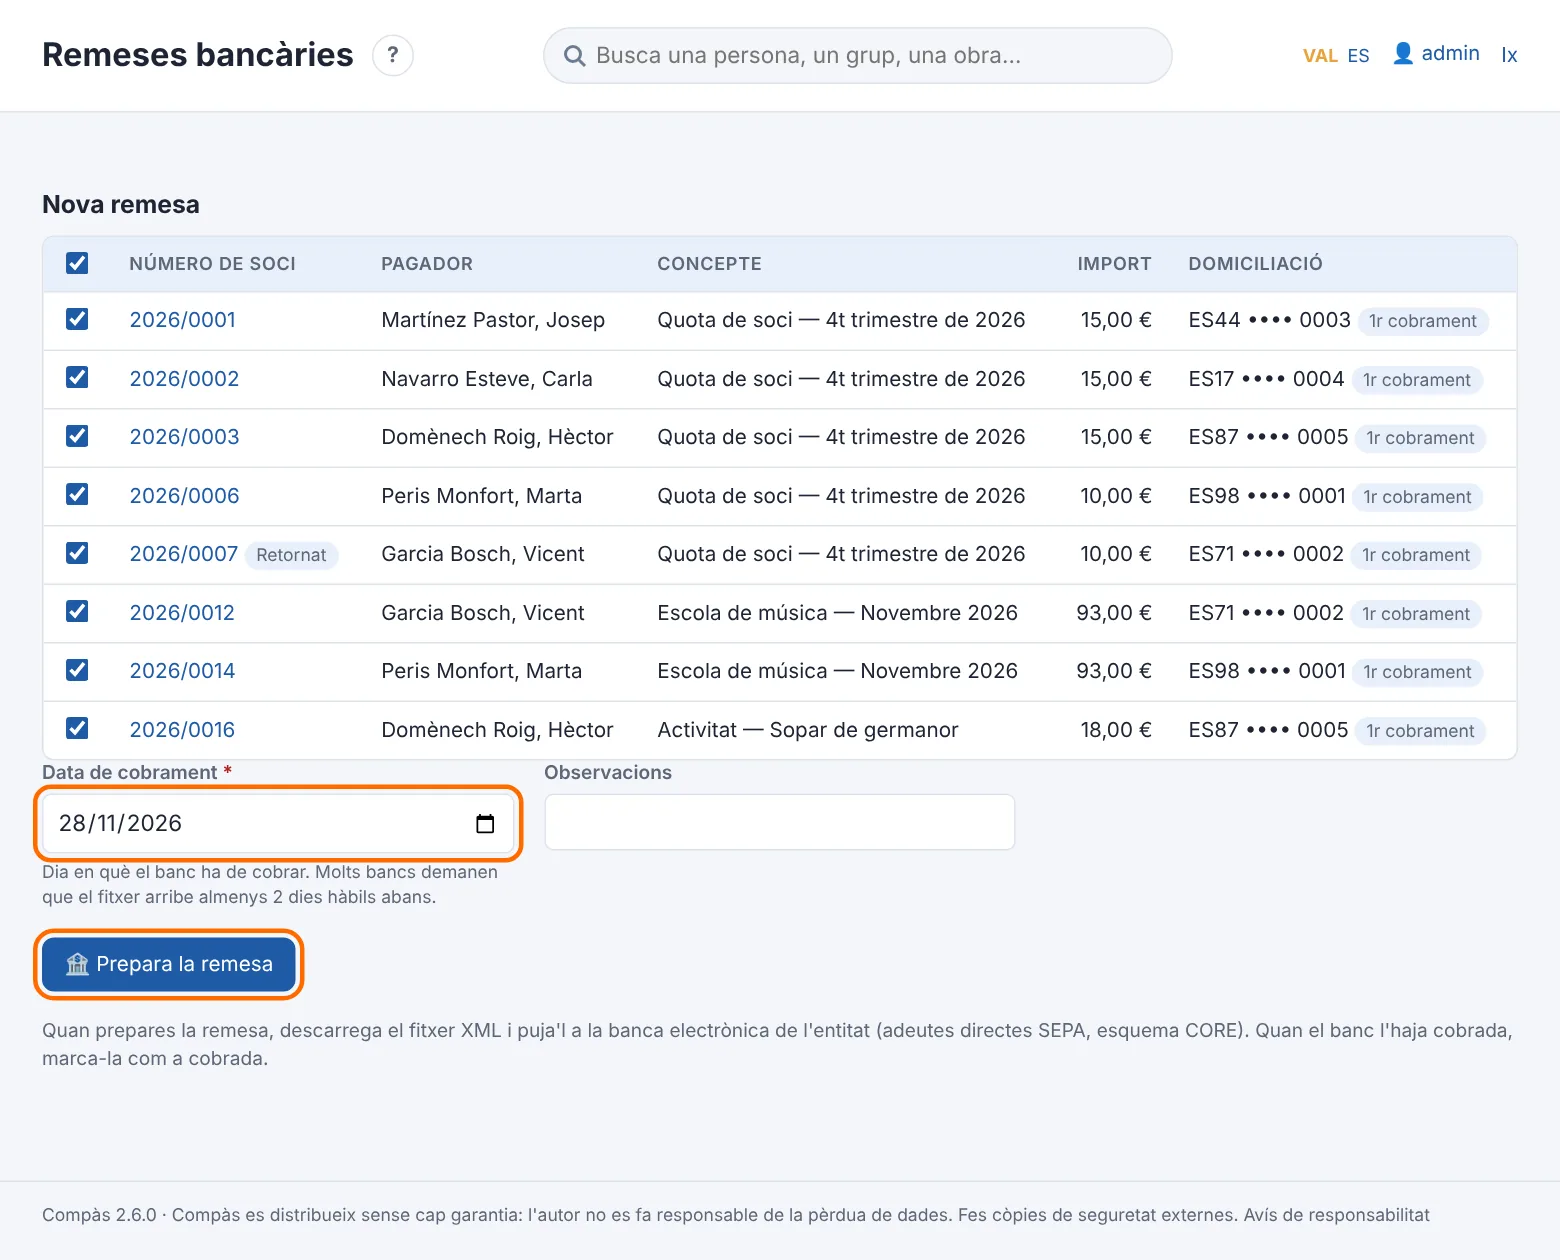 Remeses bancàries ?
Busca una persona, un grup, una obra...
VAL ES admin Ix
Nova remesa
NÚMERO DE SOCI PAGADOR CONCEPTE IMPORT DOMICILIACIÓ
2026/0001 Martínez Pastor, Josep Quota de soci — 4t trimestre de 2026 15,00 € ES44 •••• 0003 1r cobrament
2026/0002 Navarro Esteve, Carla Quota de soci — 4t trimestre de 2026 15,00 € ES17 •••• 0004 1r cobrament
2026/0003 Domènech Roig, Hèctor Quota de soci — 4t trimestre de 2026 15,00 € ES87 •••• 0005 1r cobrament
2026/0006 Peris Monfort, Marta Quota de soci — 4t trimestre de 2026 10,00 € ES98 •••• 0001 1r cobrament
2026/0007 Retornat Garcia Bosch, Vicent Quota de soci — 4t trimestre de 2026 10,00 € ES71 •••• 0002 1r cobrament
2026/0012 Garcia Bosch, Vicent Escola de música — Novembre 2026 93,00 € ES71 •••• 0002 1r cobrament
2026/0014 Peris Monfort, Marta Escola de música — Novembre 2026 93,00 € ES98 •••• 0001 1r cobrament
2026/0016 Domènech Roig, Hèctor Activitat — Sopar de germanor 18,00 € ES87 •••• 0005 1r cobrament
Data de cobrament * Observacions
28/11/2026
Dia en què el banc ha de cobrar. Molts bancs demanen
que el fitxer arribe almenys 2 dies hàbils abans.
Prepara la remesa
Quan prepares la remesa, descarrega el fitxer XML i puja'l a la banca electrònica de l'entitat (adeutes directes SEPA, esquema CORE). Quan el banc l'haja cobrada,
marca-la com a cobrada.
Compàs 2.6.0 · Compàs es distribueix sense cap garantia: l'autor no es fa responsable de la pèrdua de dades. Fes còpies de seguretat externes. Avís de responsabilitat